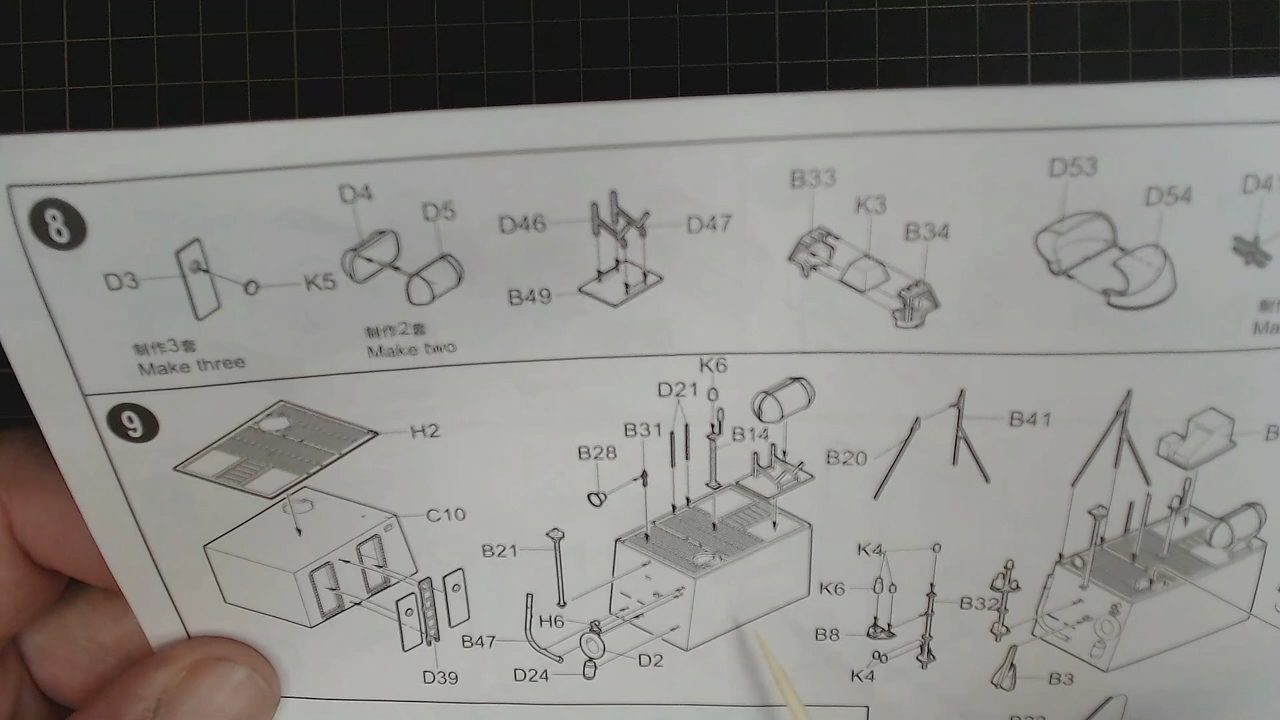 8
D3
K5
制作3套
Make three
D4
D5
制作2套
Make two
D46
D47
B49
B33
K3
B34
D53
D54
9
H2
C10
D39
B28
B31
D21
K6
B14
B21
B47
H6
D24
D2
B20
B41
K4
K6
B32
B8
K4
B3